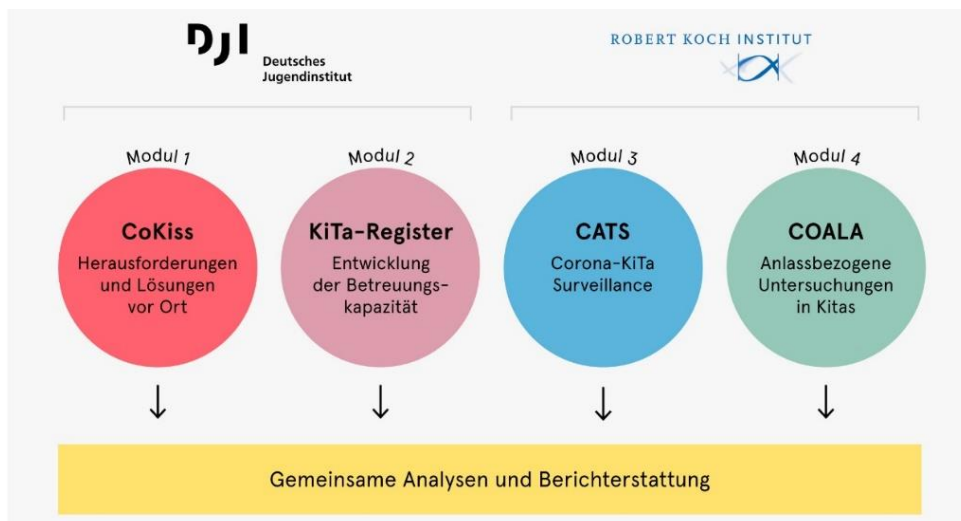 DJI
Deutsches
Jugendinstitut
ROBERT KOCH INSTITUT
Modul 1
CoKiss
Herausforderungen
und Lösungen
vor Ort
Modul 2
KiTa-Register
Entwicklung
der Betreuungs-
kapazität
Modul 3
CATS
Corona-KiTa
Surveillance
Modul 4
COALA
Anlassbezogene
Untersuchungen
in Kitas
Gemeinsame Analysen und Berichterstattung